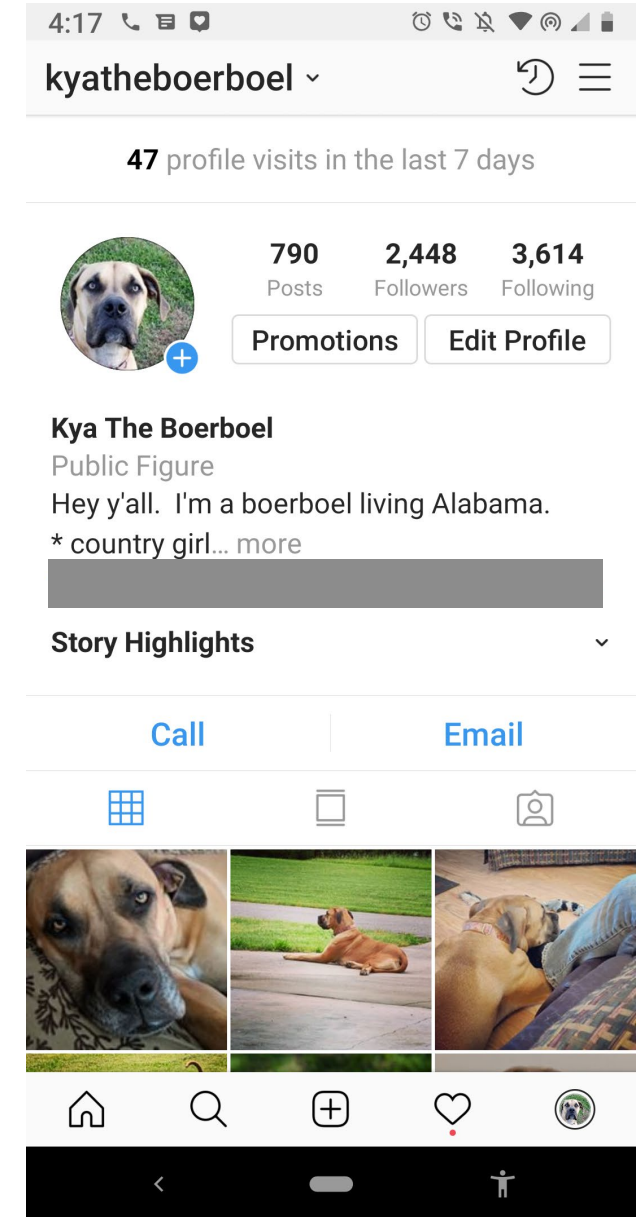 4:17
kyatheboerboel
47 profile visits in the last 7 days
790 2,448 3,614
Posts Followers Following
Promotions Edit Profile
Kya The Boerboel
Public Figure
Hey y'all.  I'm a boerboel living Alabama.
* country girl... more
Story Highlights
Call Email